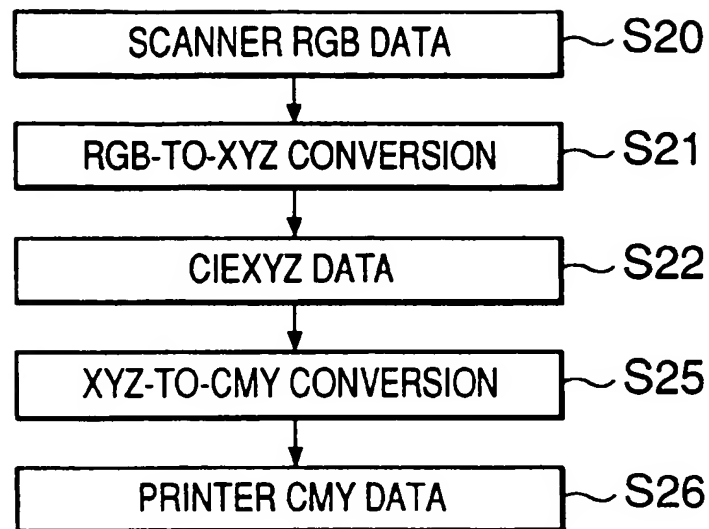 SCANNER RGB DATA S20
RGB-TO-XYZ CONVERSION S21
CIEXYZ DATA S22
XYZ-TO-CMY CONVERSION S25
PRINTER CMY DATA S26